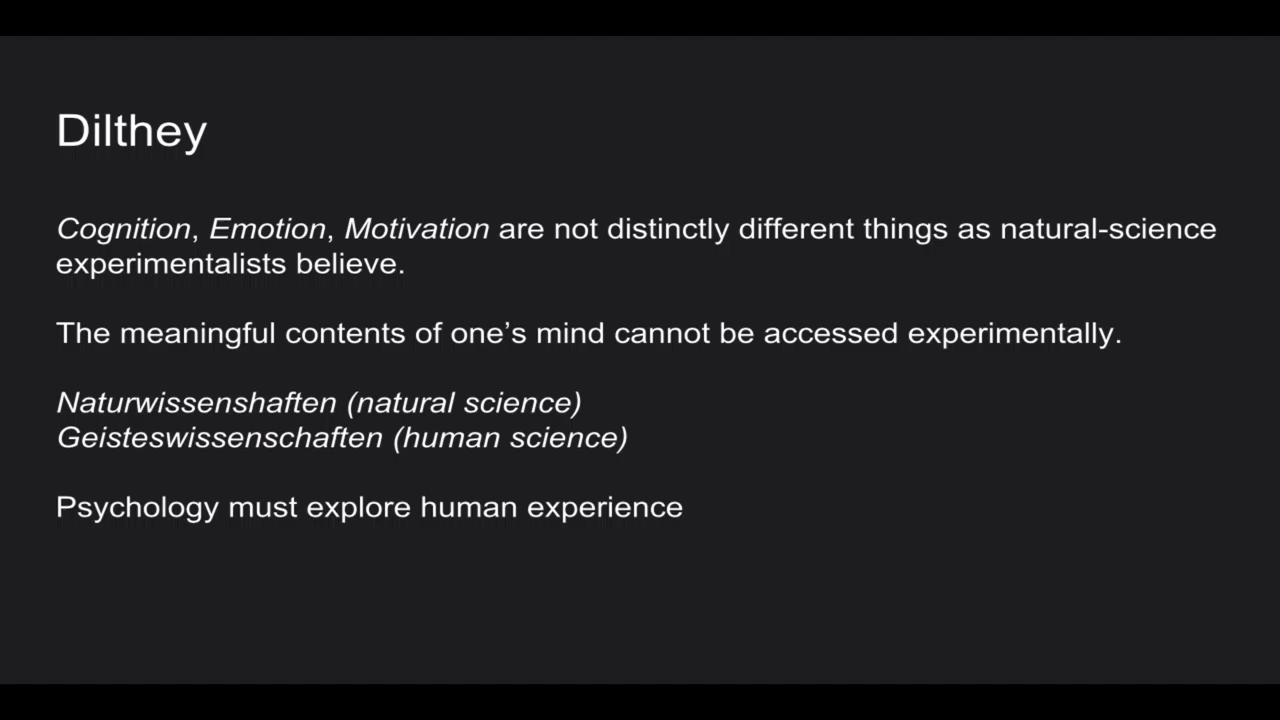 Dilthey
Cognition, Emotion, Motivation are not distinctly different things as natural-science
experimentalists believe.
The meaningful contents of one’s mind cannot be accessed experimentally.
Naturwissenshaften (natural science)
Geisteswissenschaften (human science)
Psychology must explore human experience